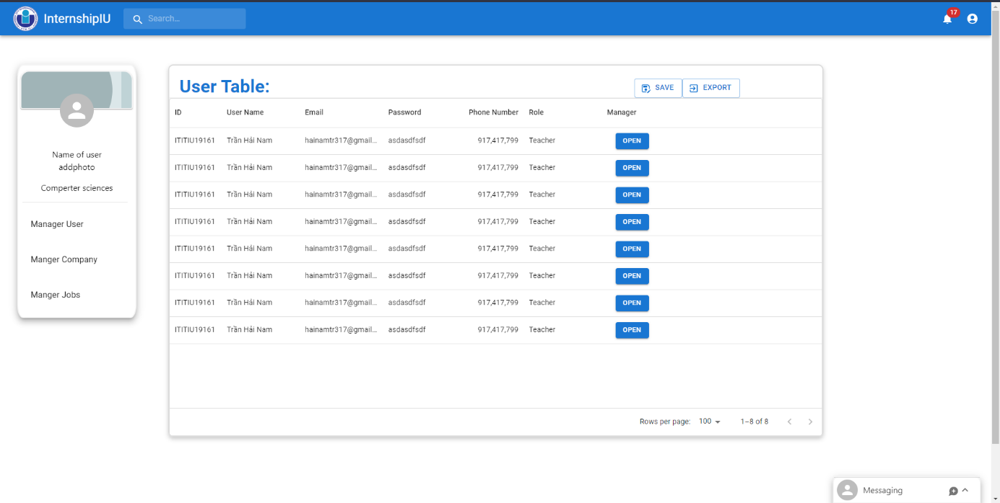 InternshipIU Search... 17
Name of user
addphoto
Comperter sciences
Manager User
Manger Company
Manger Jobs
User Table: SAVE EXPORT
ID User Name Email Password Phone Number Role Manager
ITITIU19161 Trần Hải Nam hainamtr317@gmail... asdasdfsdf 917,417,799 Teacher OPEN
ITITIU19161 Trần Hải Nam hainamtr317@gmail... asdasdfsdf 917,417,799 Teacher OPEN
ITITIU19161 Trần Hải Nam hainamtr317@gmail... asdasdfsdf 917,417,799 Teacher OPEN
ITITIU19161 Trần Hải Nam hainamtr317@gmail... asdasdfsdf 917,417,799 Teacher OPEN
ITITIU19161 Trần Hải Nam hainamtr317@gmail... asdasdfsdf 917,417,799 Teacher OPEN
ITITIU19161 Trần Hải Nam hainamtr317@gmail... asdasdfsdf 917,417,799 Teacher OPEN
ITITIU19161 Trần Hải Nam hainamtr317@gmail... asdasdfsdf 917,417,799 Teacher OPEN
ITITIU19161 Trần Hải Nam hainamtr317@gmail... asdasdfsdf 917,417,799 Teacher OPEN
Rows per page: 100 1–8 of 8
Messaging